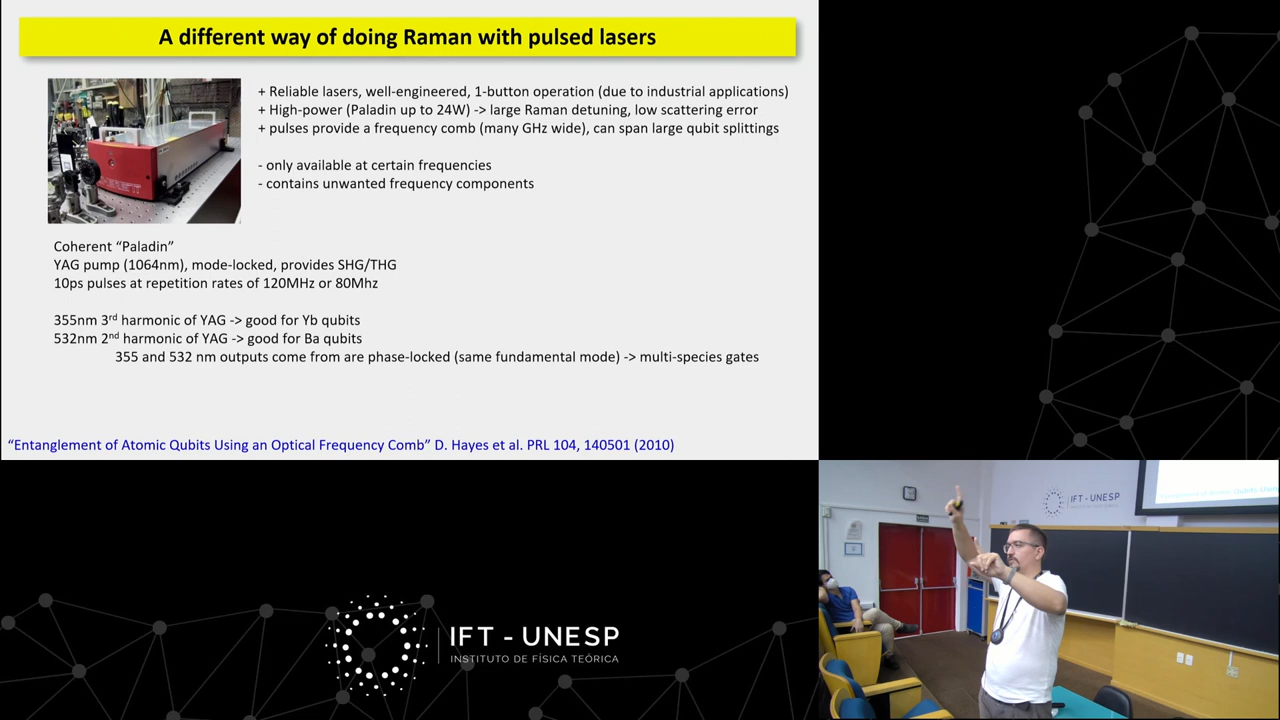 A different way of doing Raman with pulsed lasers
+ Reliable lasers, well-engineered, 1-button operation (due to industrial applications)
+ High-power (Paladin up to 24W) -> large Raman detuning, low scattering error
+ pulses provide a frequency comb (many GHz wide), can span large qubit splittings
- only available at certain frequencies
- contains unwanted frequency components
Coherent “Paladin”
YAG pump (1064nm), mode-locked, provides SHG/THG
10ps pulses at repetition rates of 120MHz or 80Mhz
355nm 3rd harmonic of YAG -> good for Yb qubits
532nm 2nd harmonic of YAG -> good for Ba qubits
355 and 532 nm outputs come from are phase-locked (same fundamental mode) -> multi-species gates
“Entanglement of Atomic Qubits Using an Optical Frequency Comb” D. Hayes et al. PRL 104, 140501 (2010)
IFT - UNESP
IFT - UNESP
INSTITUTO DE FÍSICA TEÓRICA